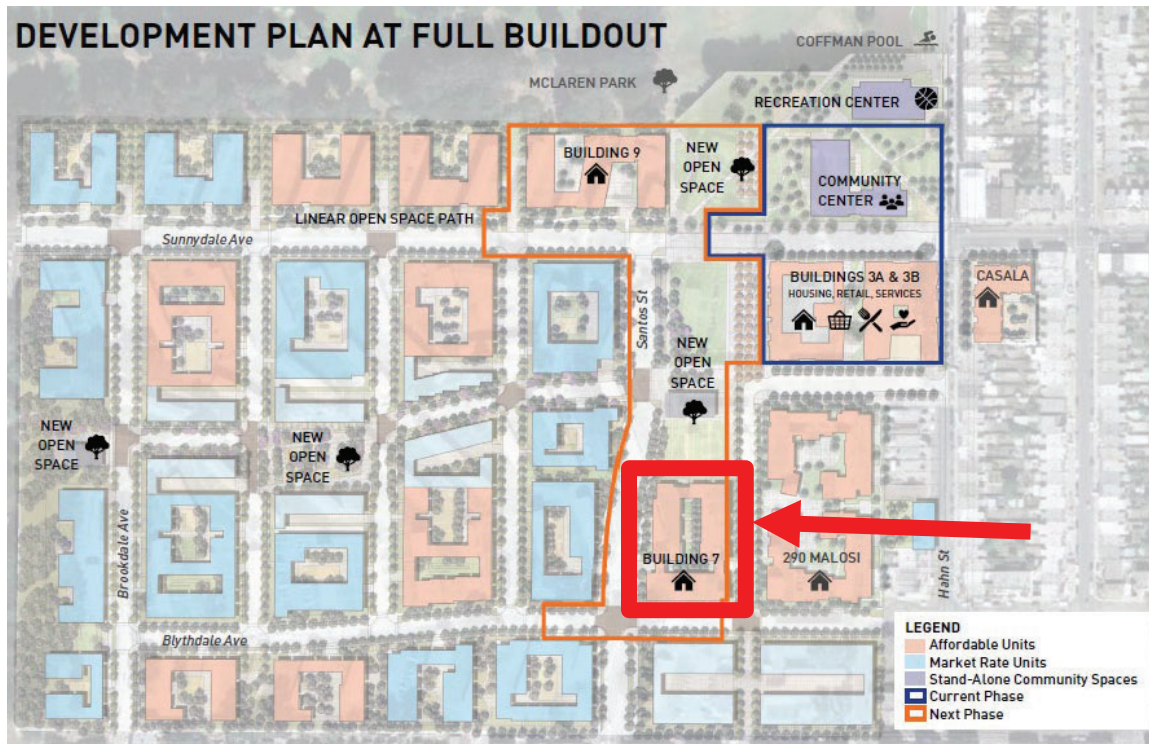 DEVELOPMENT PLAN AT FULL BUILDOUT
COFFMAN POOL
MCLAREN PARK
RECREATION CENTER
BUILDING 9
NEW
OPEN
SPACE
COMMUNITY
CENTER
LINEAR OPEN SPACE PATH
Sunnydale Ave
BUILDINGS 3A & 3B
HOUSING, RETAIL, SERVICES
CASALA
Santos St
NEW
OPEN
SPACE
NEW
OPEN
SPACE
NEW
OPEN
SPACE
Brookdale Ave
BUILDING 7
290 MALOSI
Hahn St
Blythdale Ave
LEGEND
Affordable Units
Market Rate Units
Stand-Alone Community Spaces
Current Phase
Next Phase